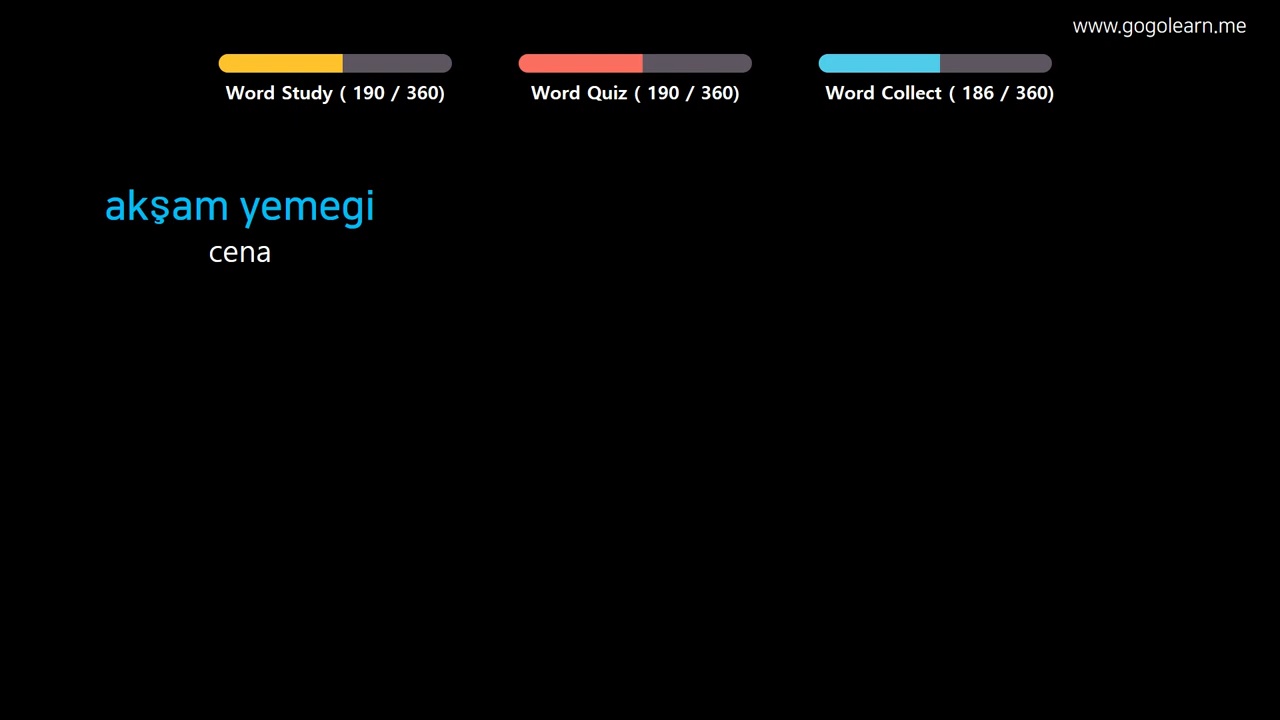 www.gogolearn.me
Word Study ( 190 / 360)
Word Quiz ( 190 / 360)
Word Collect ( 186 / 360)
akşam yemegi
cena